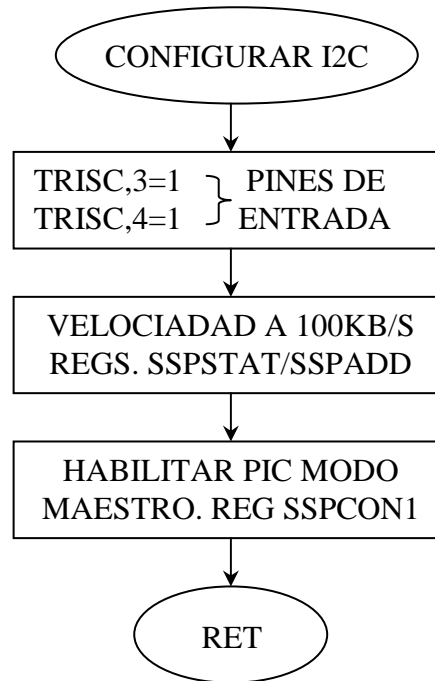 CONFIGURAR I2C
TRISC,3=1 } PINES DE
TRISC,4=1 ENTRADA
VELOCIADAD A 100KB/S
REGS. SSPSTAT/SSPADD
HABILITAR PIC MODO
MAESTRO. REG SSPCON1
RET